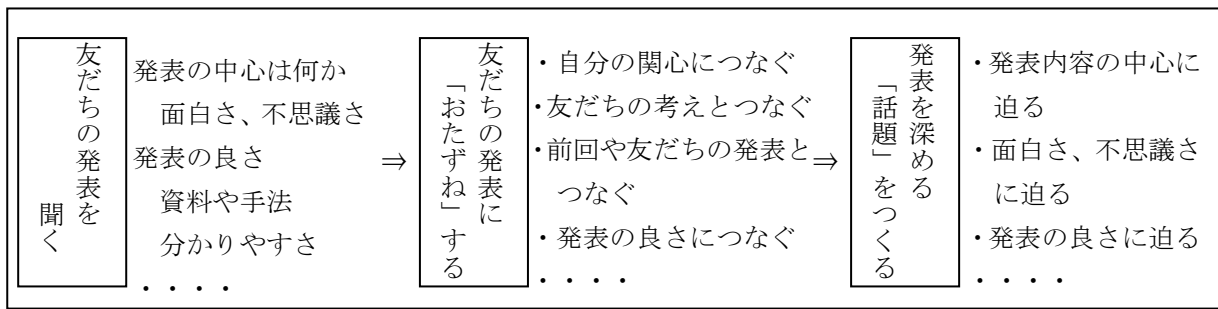 友だちの発表を
聞く
発表の中心は何か
面白さ、不思議さ
発表の良さ
資料や手法
分かりやすさ
・・・・
⇒
友だちの発表に
「おたずね」する
・自分の関心につなぐ
・友だちの考えとつなぐ
・前回や友だちの発表と
つなぐ
・発表の良さにつなぐ
・・・・
⇒
発表を深める
「話題」をつくる
・発表内容の中心に
迫る
・面白さ、不思議さ
に迫る
・発表の良さに迫る
・・・・